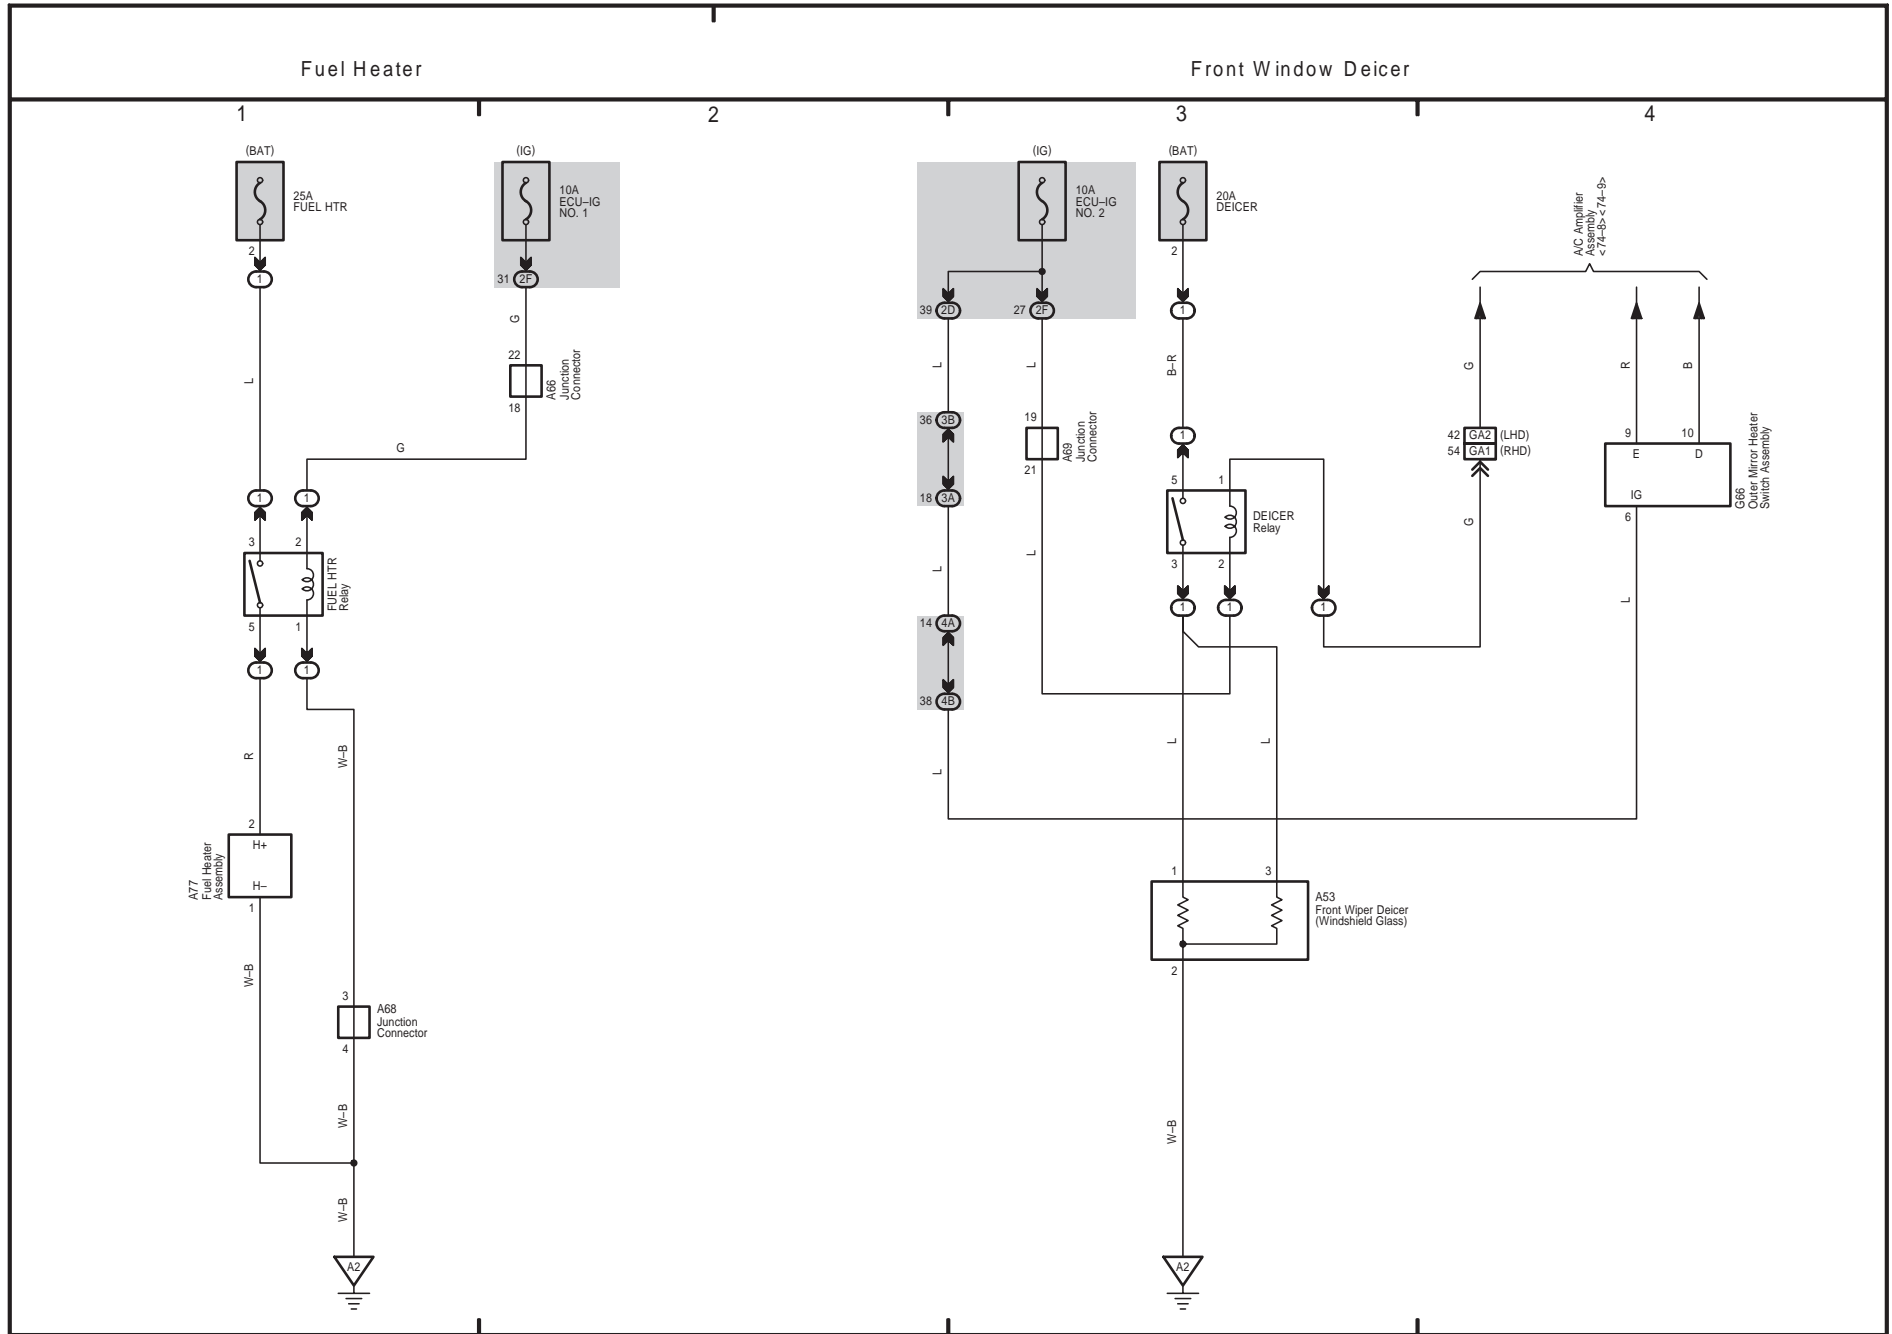 Fuel Heater
Front Window Deicer
1
2
3
4
(BAT)
25A
FUEL HTR
2
1
L
(IG)
10A
ECU–IG
NO. 1
31
2F
G
22
A66
Junction
Connector
18
G
1
1
3
2
FUEL HTR
Relay
5
1
1
1
R
W–B
2
H+
H–
A77
Fuel Heater
Assembly
1
W–B
3
A68
Junction
Connector
4
W–B
W–B
A2
(IG)
10A
ECU–IG
NO. 2
39
2D
27
2F
L
L
36
3B
18
3A
19
A69
Junction
Connector
21
L
L
14
4A
38
4B
L
(BAT)
20A
DEICER
2
1
B–R
1
5
1
DEICER
Relay
3
2
1
1
1
L
L
1
3
A53
Front Wiper Deicer
(Windshield Glass)
2
W–B
A2
A/C Amplifier
Assembly
<74–8><74–9>
G
R
B
42
GA2
(LHD)
54
GA1
(RHD)
G
9
10
E
D
IG
G66
Outer Mirror Heater
Switch Assembly
6
L